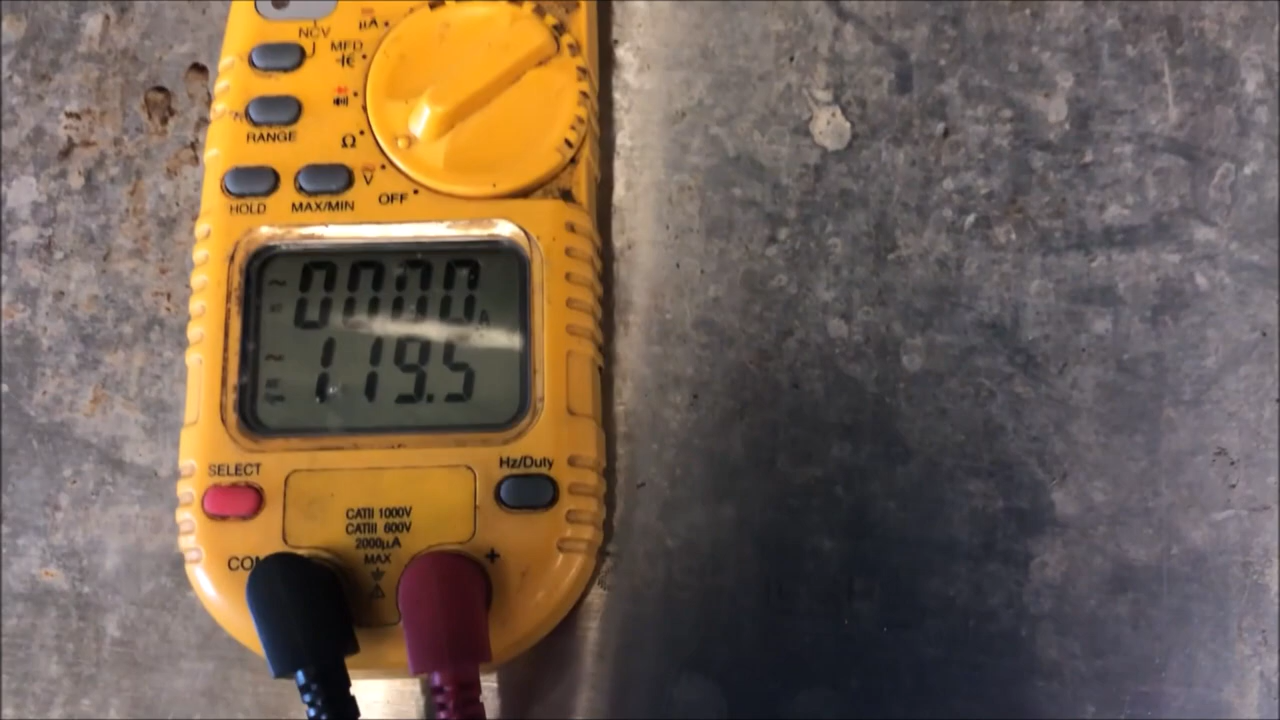 NCV
µA
MFD
RANGE
Ω
V
HOLD
MAX/MIN
OFF
0000 A
119.5
SELECT
Hz/Duty
CATII 1000V
CATIII 600V
2000µA
MAX
COM
+